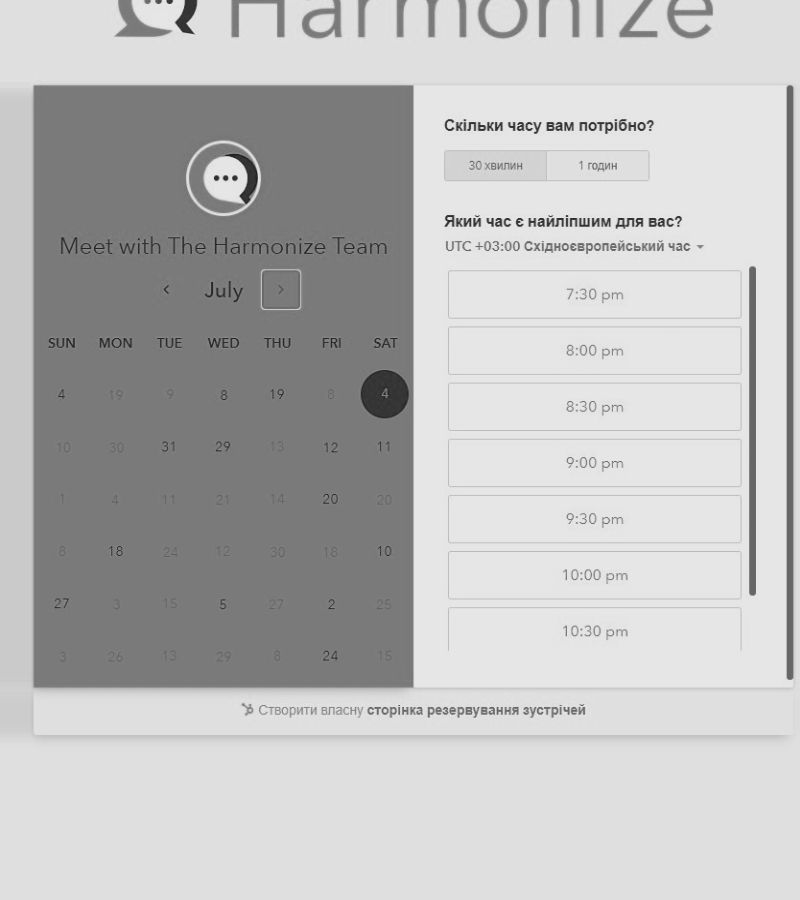 Harmonize
Meet with The Harmonize Team
July
SUN MON TUE WED THU FRI SAT
4 19 9 8 19 8 4
10 30 31 29 13 12 11
1 4 11 21 14 20 20
8 18 24 12 30 18 10
27 3 15 5 27 2 25
3 26 13 29 8 24 15
Скільки часу вам потрібно?
30 хвилин 1 годин
Який час є найліпшим для вас?
UTC +03:00 Східноєвропейський час
7:30 pm
8:00 pm
8:30 pm
9:00 pm
9:30 pm
10:00 pm
10:30 pm
Створити власну сторінка резервування зустрічей